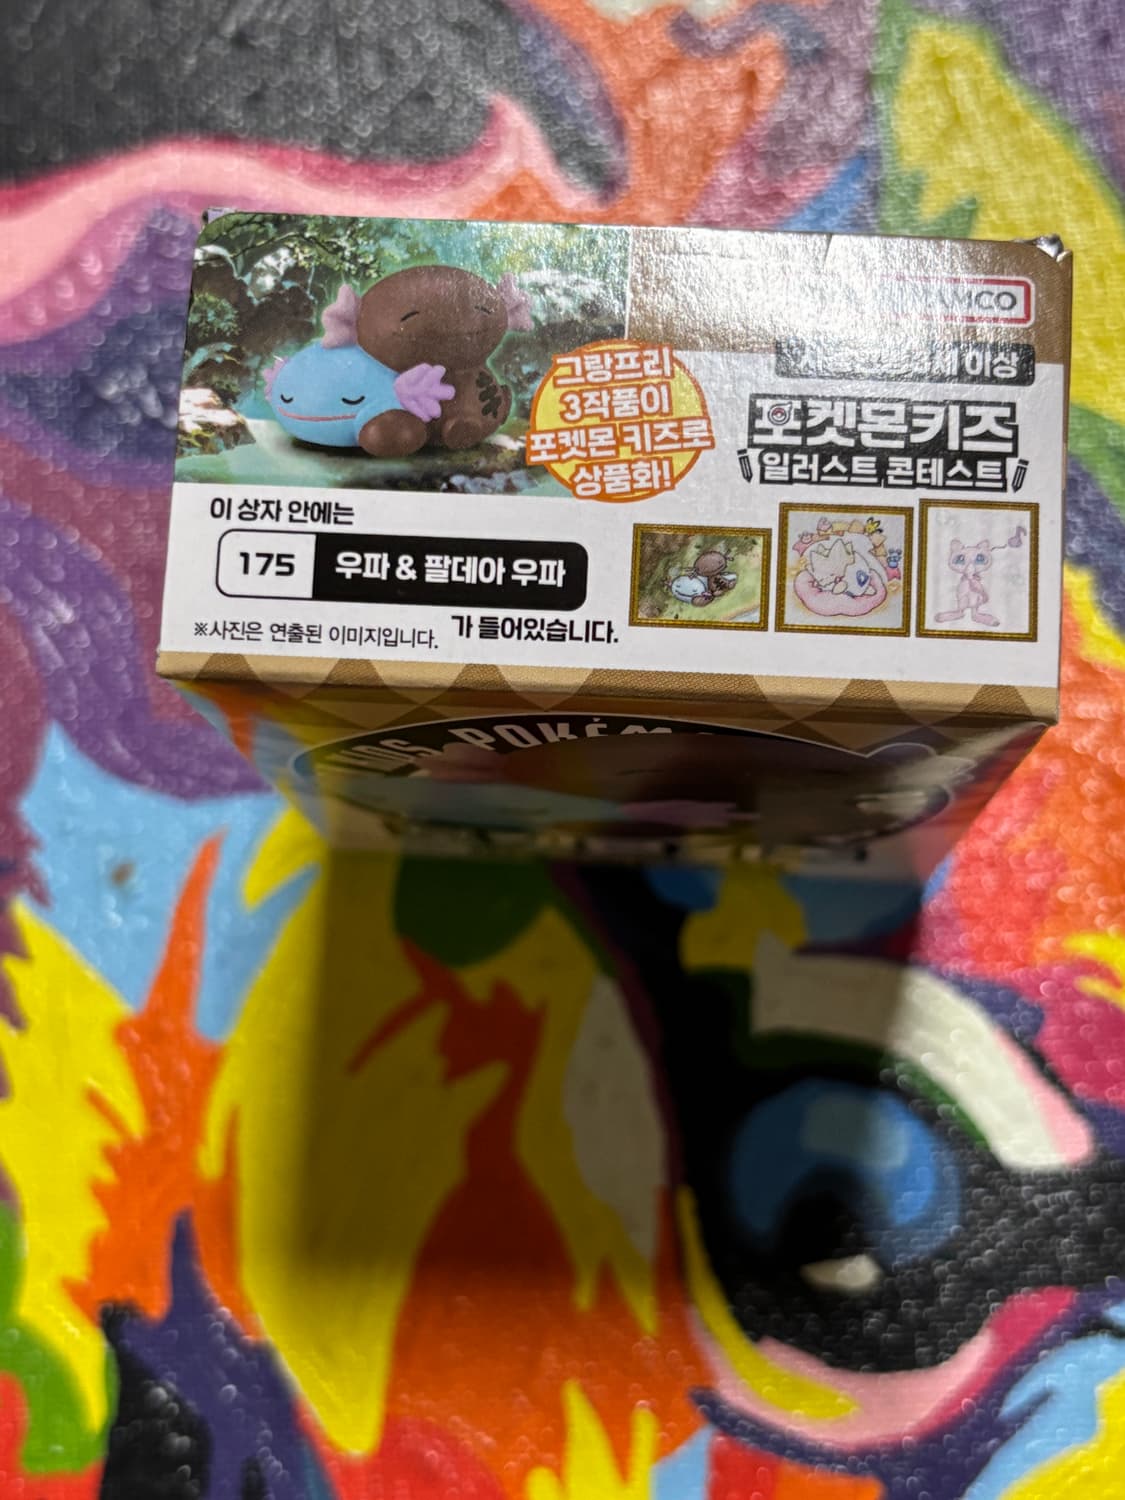 그랑프리
3작품이
포켓몬 키즈로
상품화!
이상
포켓몬키즈
일러스트 콘테스트
이 상자 안에는
175 우파 & 팔데아 우파
가 들어있습니다.
※사진은 연출된 이미지입니다.